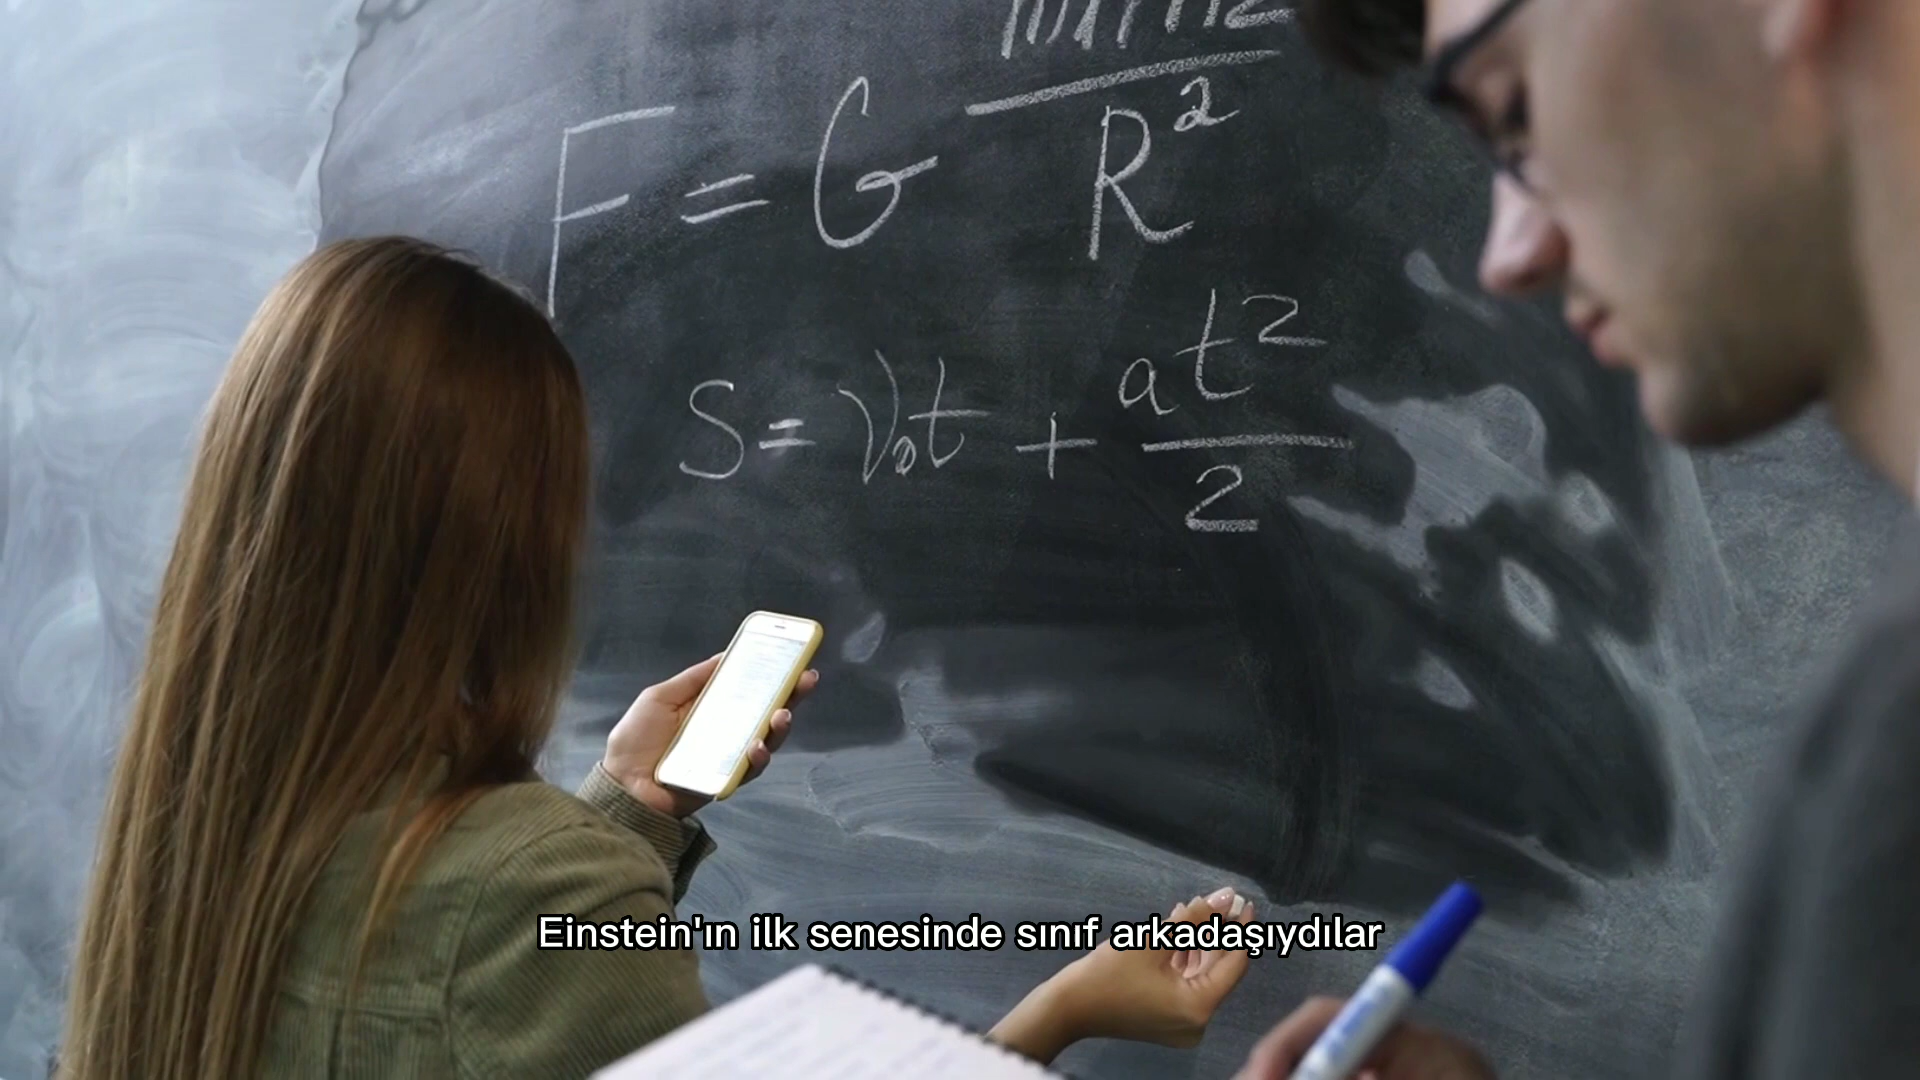 F = G
R²
S = V₀t + at²
2
Einstein'ın ilk senesinde sınıf arkadaşıydılar